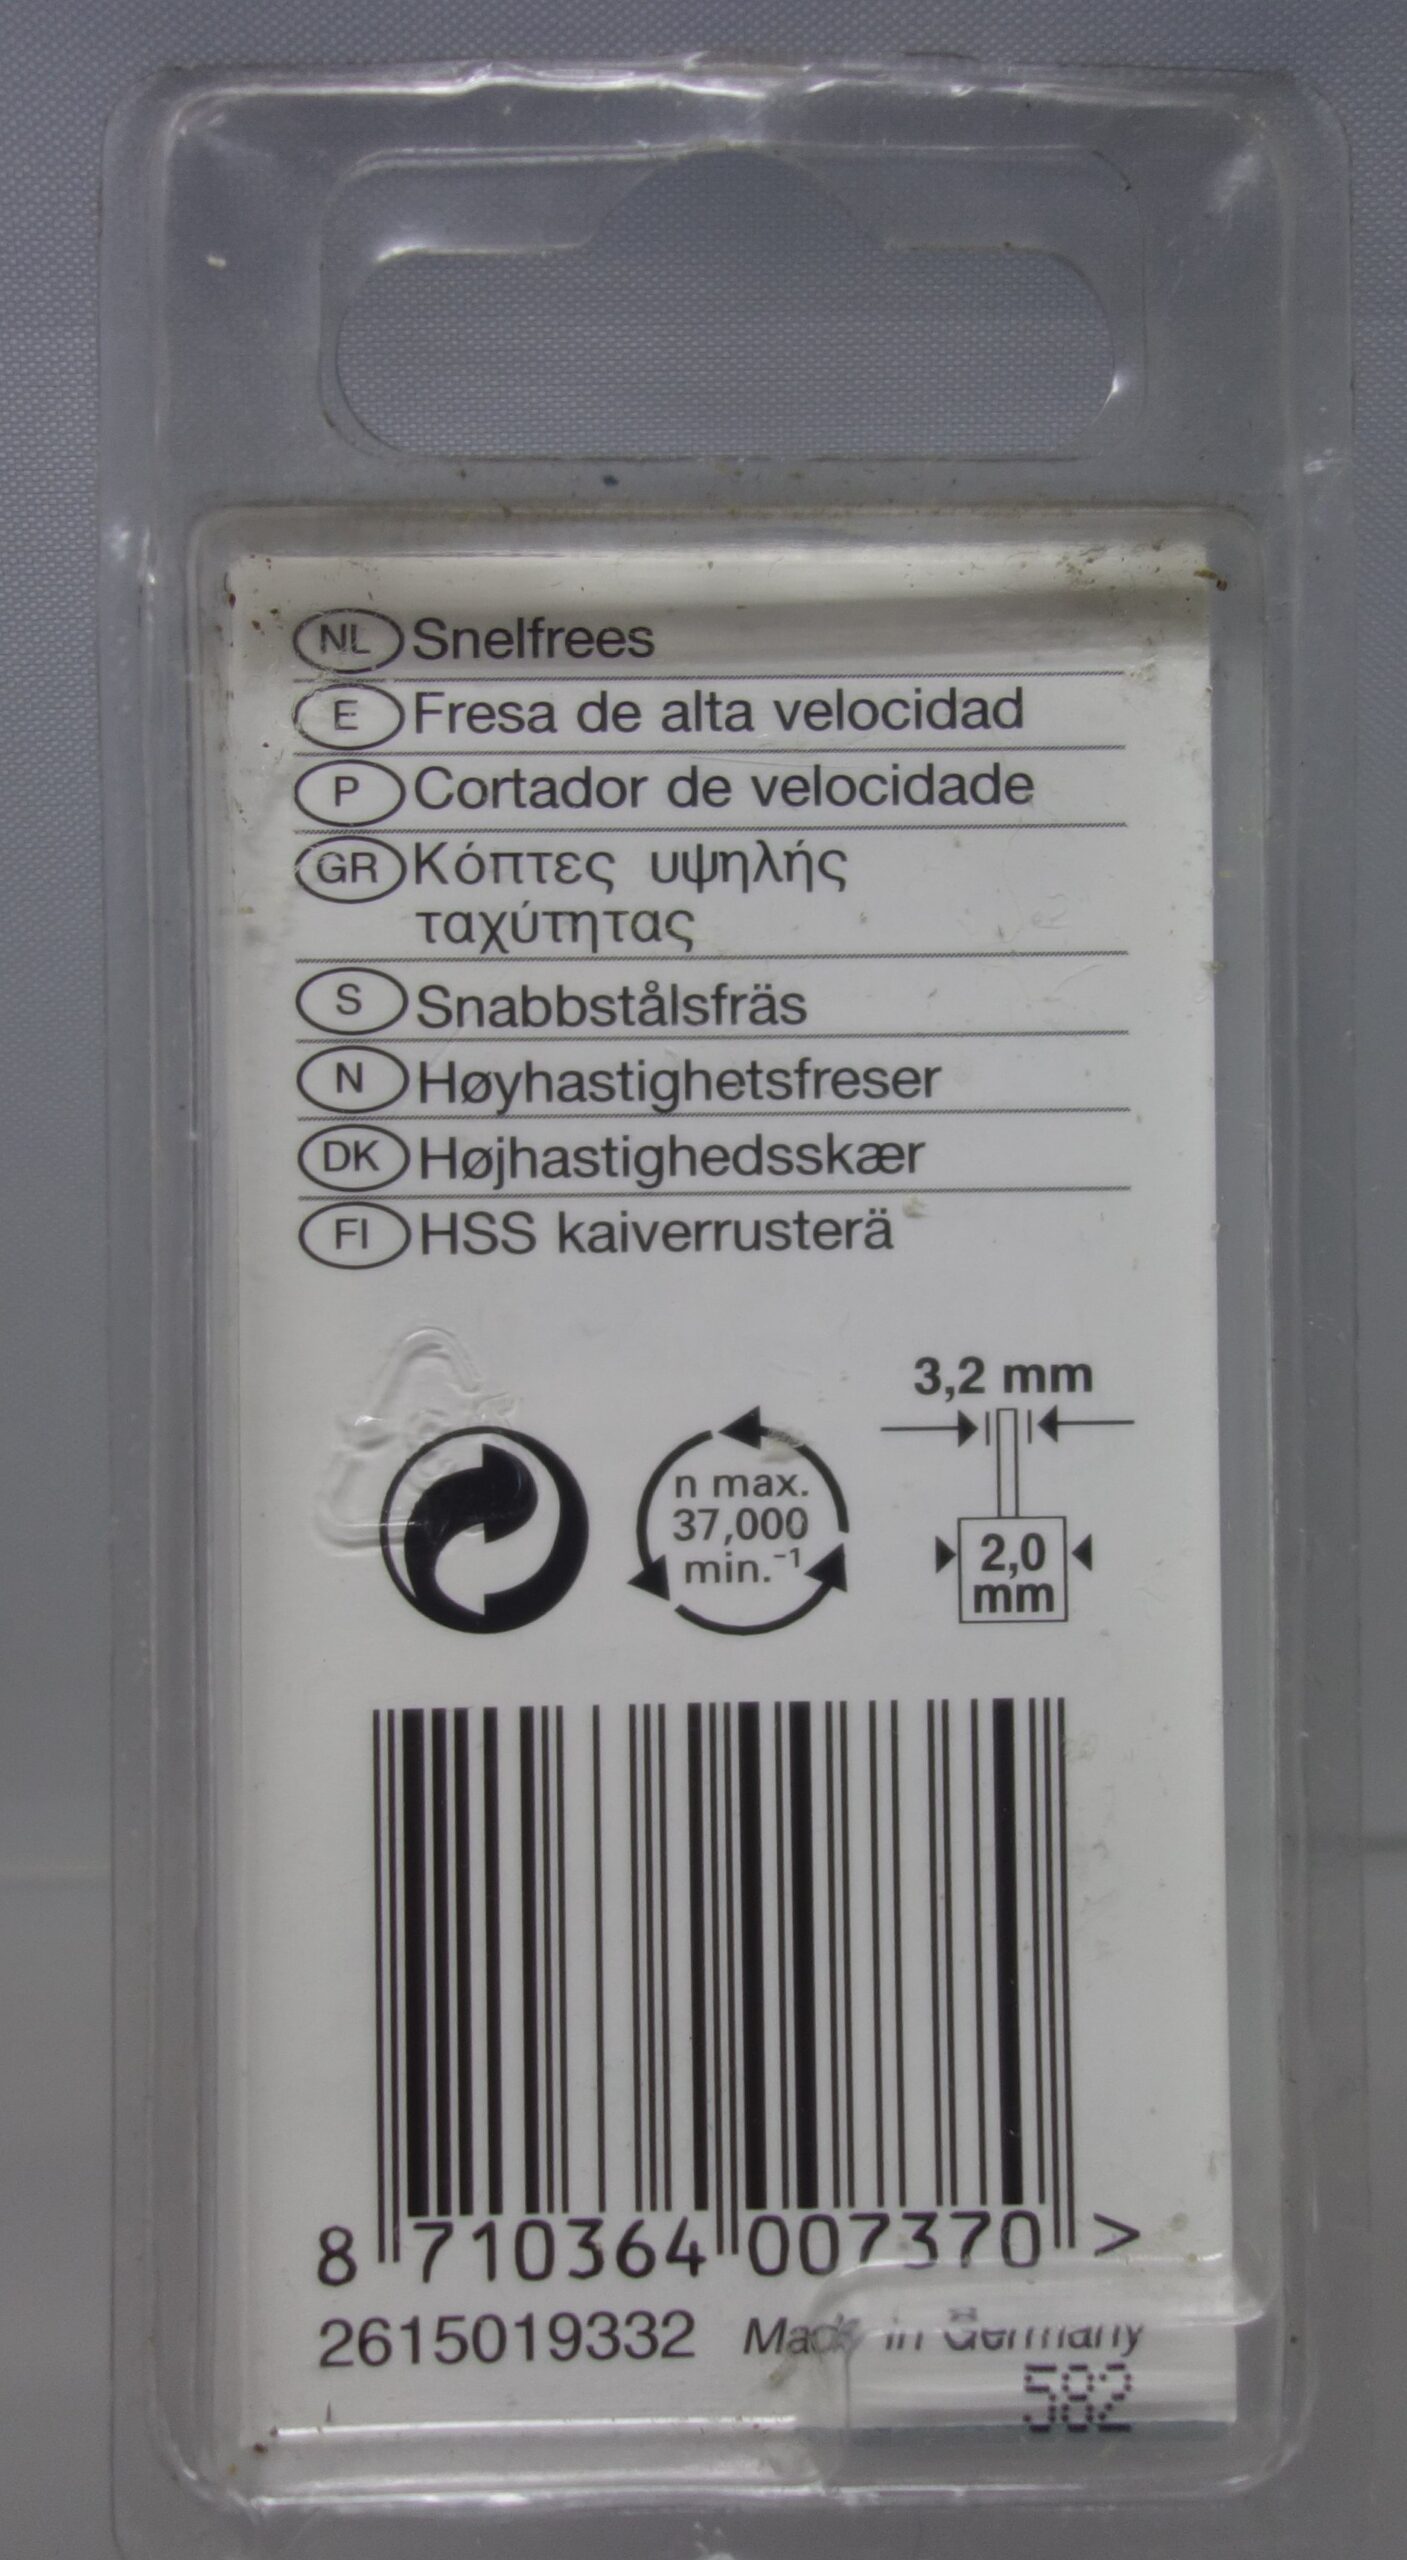 NL Snelfrees
E Fresa de alta velocidad
P Cortador de velocidade
GR Κόπτες υψηλής
ταχύτητας
S Snabbstålsfräs
N Høyhastighetsfreser
DK Højhastighedsskær
FI HSS kaiverrusterä
3,2 mm
n max.
37,000
min.⁻¹
2,0
mm
8 710364 007370 >
2615019332 Made in Germany
582